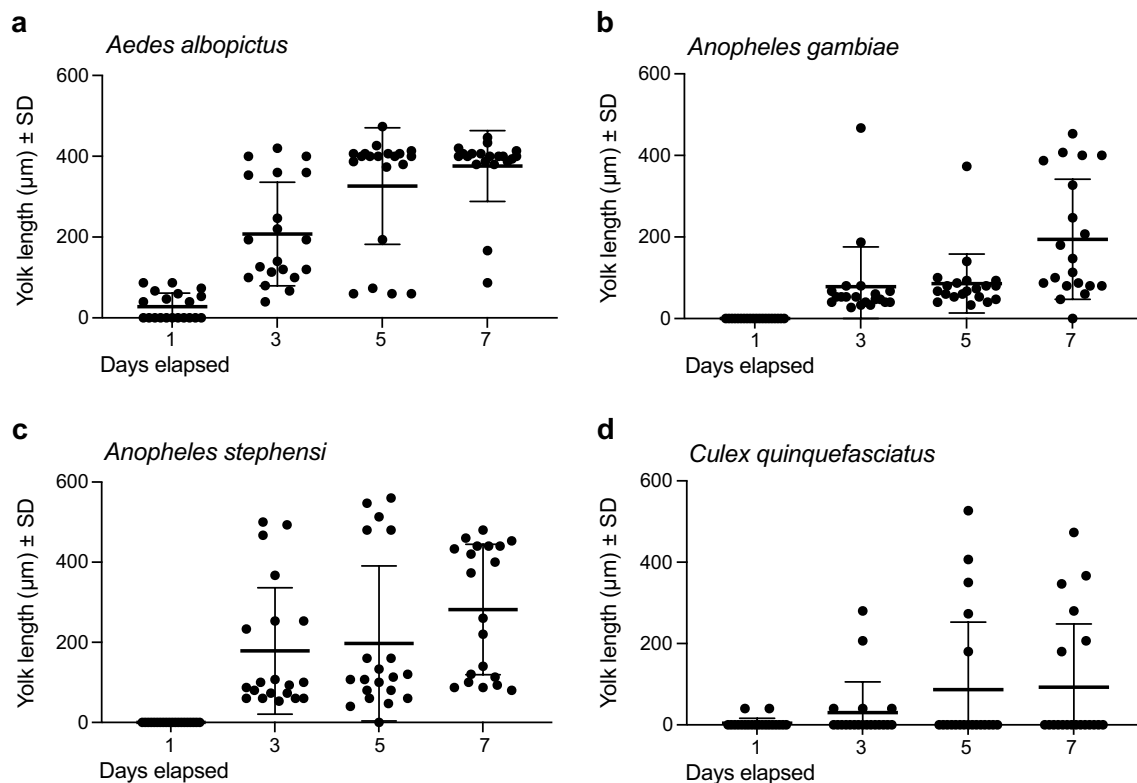 a
Aedes albopictus
Yolk length (µm) ± SD
600
400
200
0
1 3 5 7
Days elapsed
b
Anopheles gambiae
Yolk length (µm) ± SD
600
400
200
0
1 3 5 7
Days elapsed
c
Anopheles stephensi
Yolk length (µm) ± SD
600
400
200
0
1 3 5 7
Days elapsed
d
Culex quinquefasciatus
Yolk length (µm) ± SD
600
400
200
0
1 3 5 7
Days elapsed